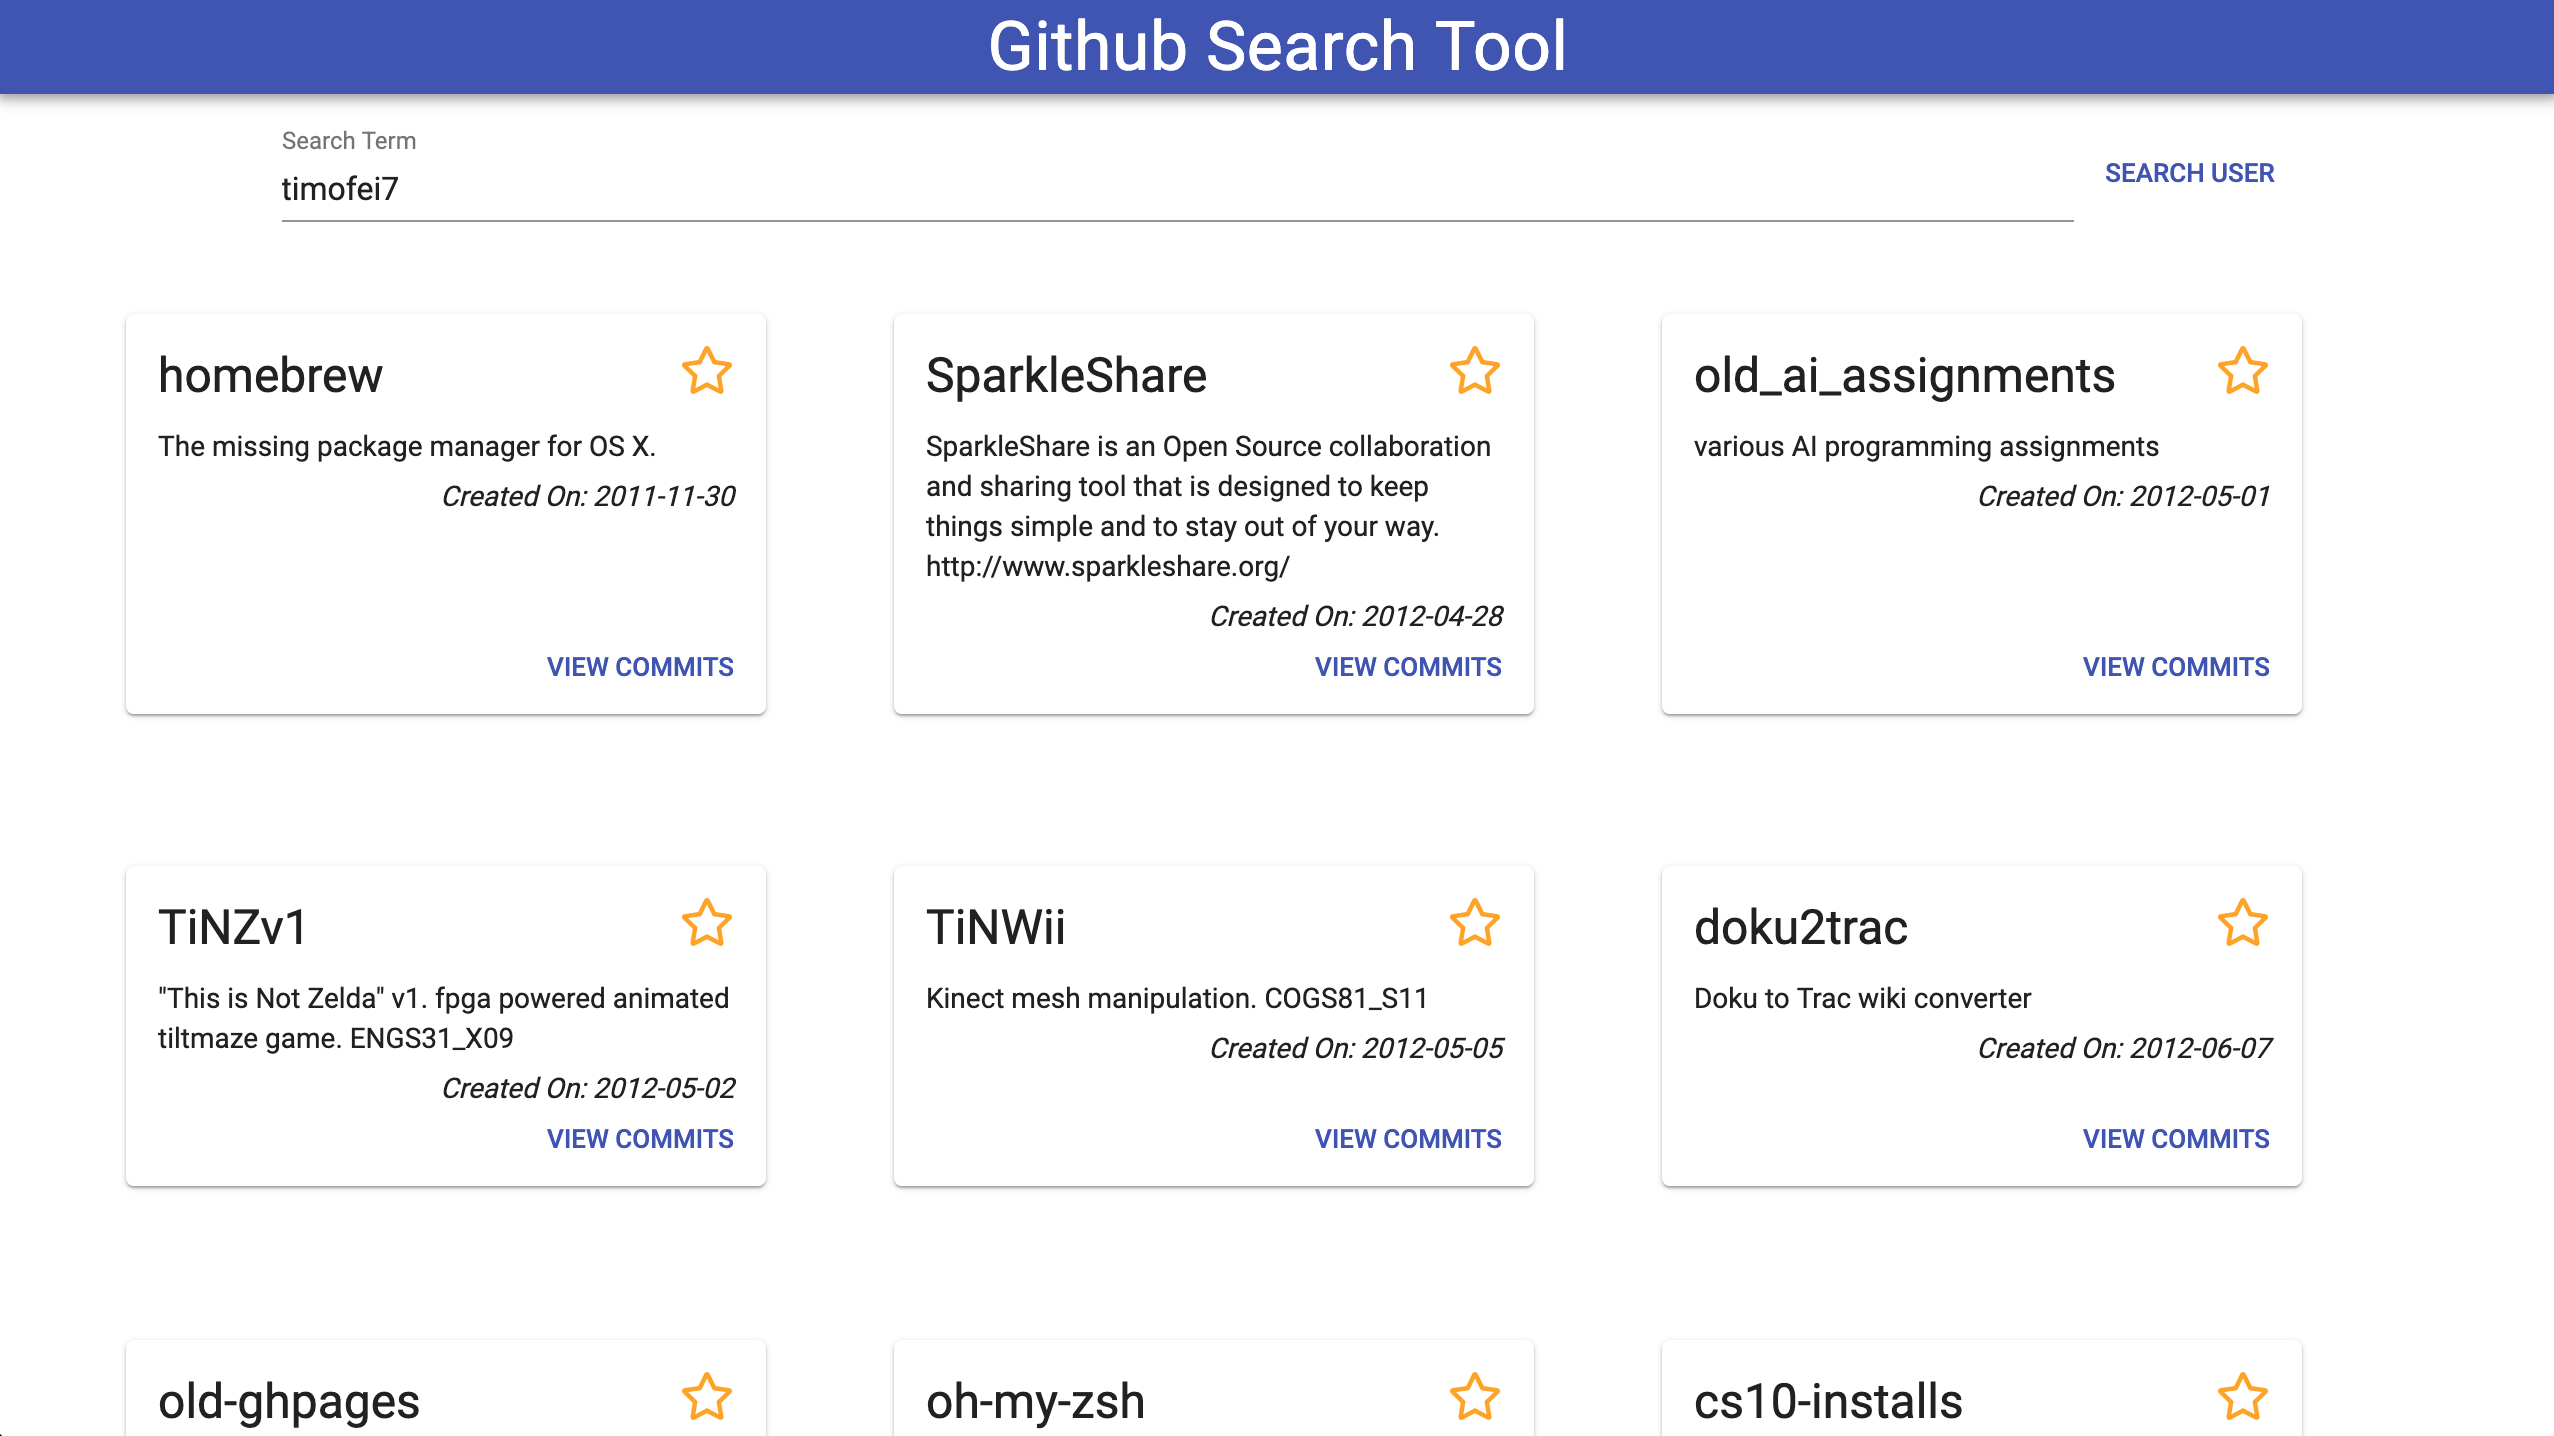 Github Search Tool
Search Term
timofei7
SEARCH USER
homebrew
The missing package manager for OS X.
Created On: 2011-11-30
VIEW COMMITS
SparkleShare
SparkleShare is an Open Source collaboration
and sharing tool that is designed to keep
things simple and to stay out of your way.
http://www.sparkleshare.org/
Created On: 2012-04-28
VIEW COMMITS
old_ai_assignments
various AI programming assignments
Created On: 2012-05-01
VIEW COMMITS
TiNZv1
"This is Not Zelda" v1. fpga powered animated
tiltmaze game. ENGS31_X09
Created On: 2012-05-02
VIEW COMMITS
TiNWii
Kinect mesh manipulation. COGS81_S11
Created On: 2012-05-05
VIEW COMMITS
doku2trac
Doku to Trac wiki converter
Created On: 2012-06-07
VIEW COMMITS
old-ghpages
oh-my-zsh
cs10-installs